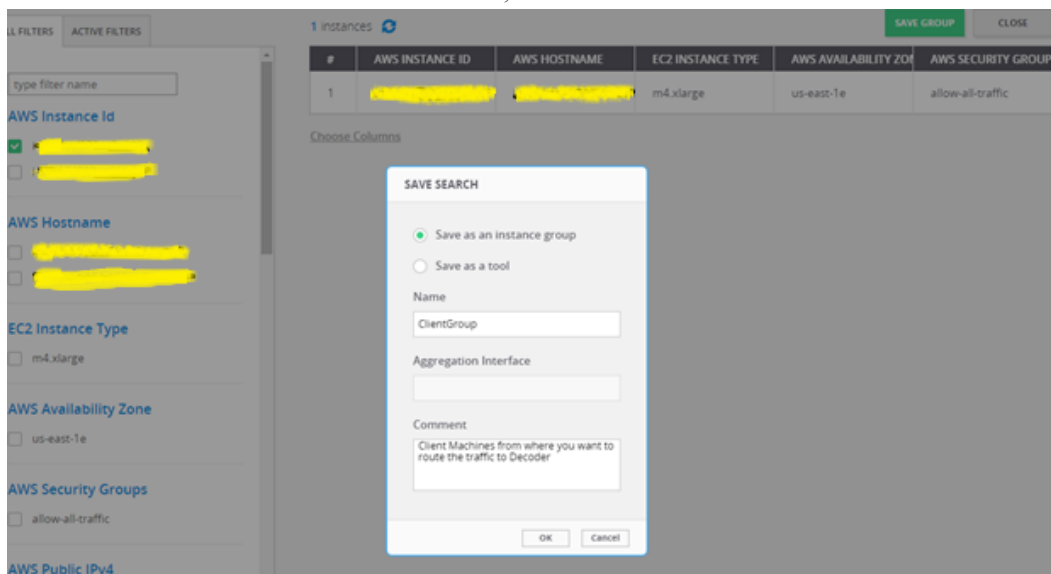 LL FILTERS
ACTIVE FILTERS
type filter name
AWS Instance Id
AWS Hostname
EC2 Instance Type
m4.xlarge
AWS Availability Zone
us-east-1e
AWS Security Groups
allow-all-traffic
AWS Public IPv4
1 instances
SAVE GROUP
CLOSE
# AWS INSTANCE ID AWS HOSTNAME EC2 INSTANCE TYPE AWS AVAILABILITY ZO AWS SECURITY GROUP
1 m4.xlarge us-east-1e allow-all-traffic
Choose Columns
SAVE SEARCH
Save as an instance group
Save as a tool
Name
ClientGroup
Aggregation Interface
Comment
Client Machines from where you want to
route the traffic to Decoder
OK
Cancel